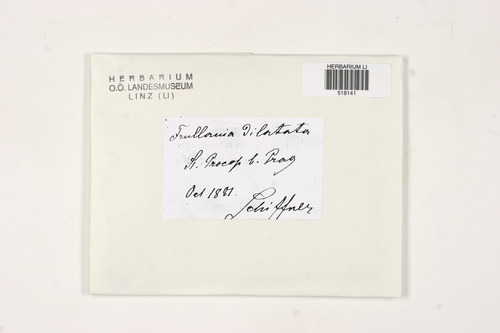 HERBARIUM
O.Ö. LANDESMUSEUM
LINZ (LI)
HERBARIUM LI
518141
Frullania dilatata
St. Procop b. Prag
Oct 1881.
Schiffner